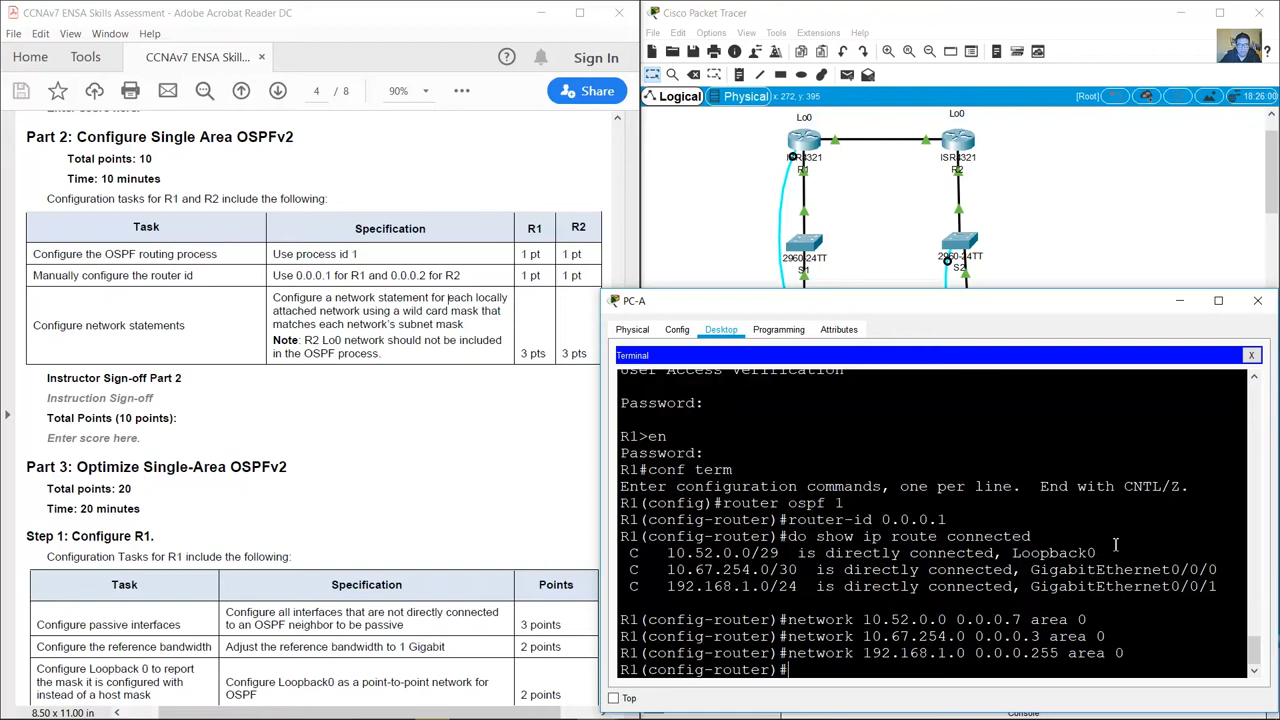 CCNAv7 ENSA Skills Assessment - Adobe Acrobat Reader DC
File Edit View Window Help
Home Tools CCNAv7 ENSA Skill... × Sign In
4 / 8 90% Share
Part 2: Configure Single Area OSPFv2
Total points: 10
Time: 10 minutes
Configuration tasks for R1 and R2 include the following:
Task Specification R1 R2
Configure the OSPF routing process Use process id 1 1 pt 1 pt
Manually configure the router id Use 0.0.0.1 for R1 and 0.0.0.2 for R2 1 pt 1 pt
Configure a network statement for each locally
attached network using a wild card mask that
Configure network statements matches each network's subnet mask
Note: R2 Lo0 network should not be included
in the OSPF process. 3 pts 3 pts
Instructor Sign-off Part 2
Instruction Sign-off
Total Points (10 points):
Enter score here.
Part 3: Optimize Single-Area OSPFv2
Total points: 20
Time: 20 minutes
Step 1: Configure R1.
Configuration Tasks for R1 include the following:
Task Specification Points
Configure all interfaces that are not directly connected
Configure passive interfaces to an OSPF neighbor to be passive 3 points
Configure the reference bandwidth Adjust the reference bandwidth to 1 Gigabit 2 points
Configure Loopback 0 to report
the mask it is configured with
instead of a host mask
Configure Loopback0 as a point-to-point network for
OSPF 2 points
8.50 x 11.00 in
Cisco Packet Tracer
File Edit Options View Tools Extensions Help
Logical Physical x: 272, y: 395 [Root] 18:26:00
Lo0 Lo0
ISR4321 ISR4321
R1 R2
2960-24TT 2960-24TT
S1 S2
PC-A
Physical Config Desktop Programming Attributes
Terminal X
User Access Verification
Password:
R1>en
Password:
R1#conf term
Enter configuration commands, one per line. End with CNTL/Z.
R1(config)#router ospf 1
R1(config-router)#router-id 0.0.0.1
R1(config-router)#do show ip route connected
C 10.52.0.0/29 is directly connected, Loopback0
C 10.67.254.0/30 is directly connected, GigabitEthernet0/0/0
C 192.168.1.0/24 is directly connected, GigabitEthernet0/0/1
R1(config-router)#network 10.52.0.0 0.0.0.7 area 0
R1(config-router)#network 10.67.254.0 0.0.0.3 area 0
R1(config-router)#network 192.168.1.0 0.0.0.255 area 0
R1(config-router)#
Top
Console